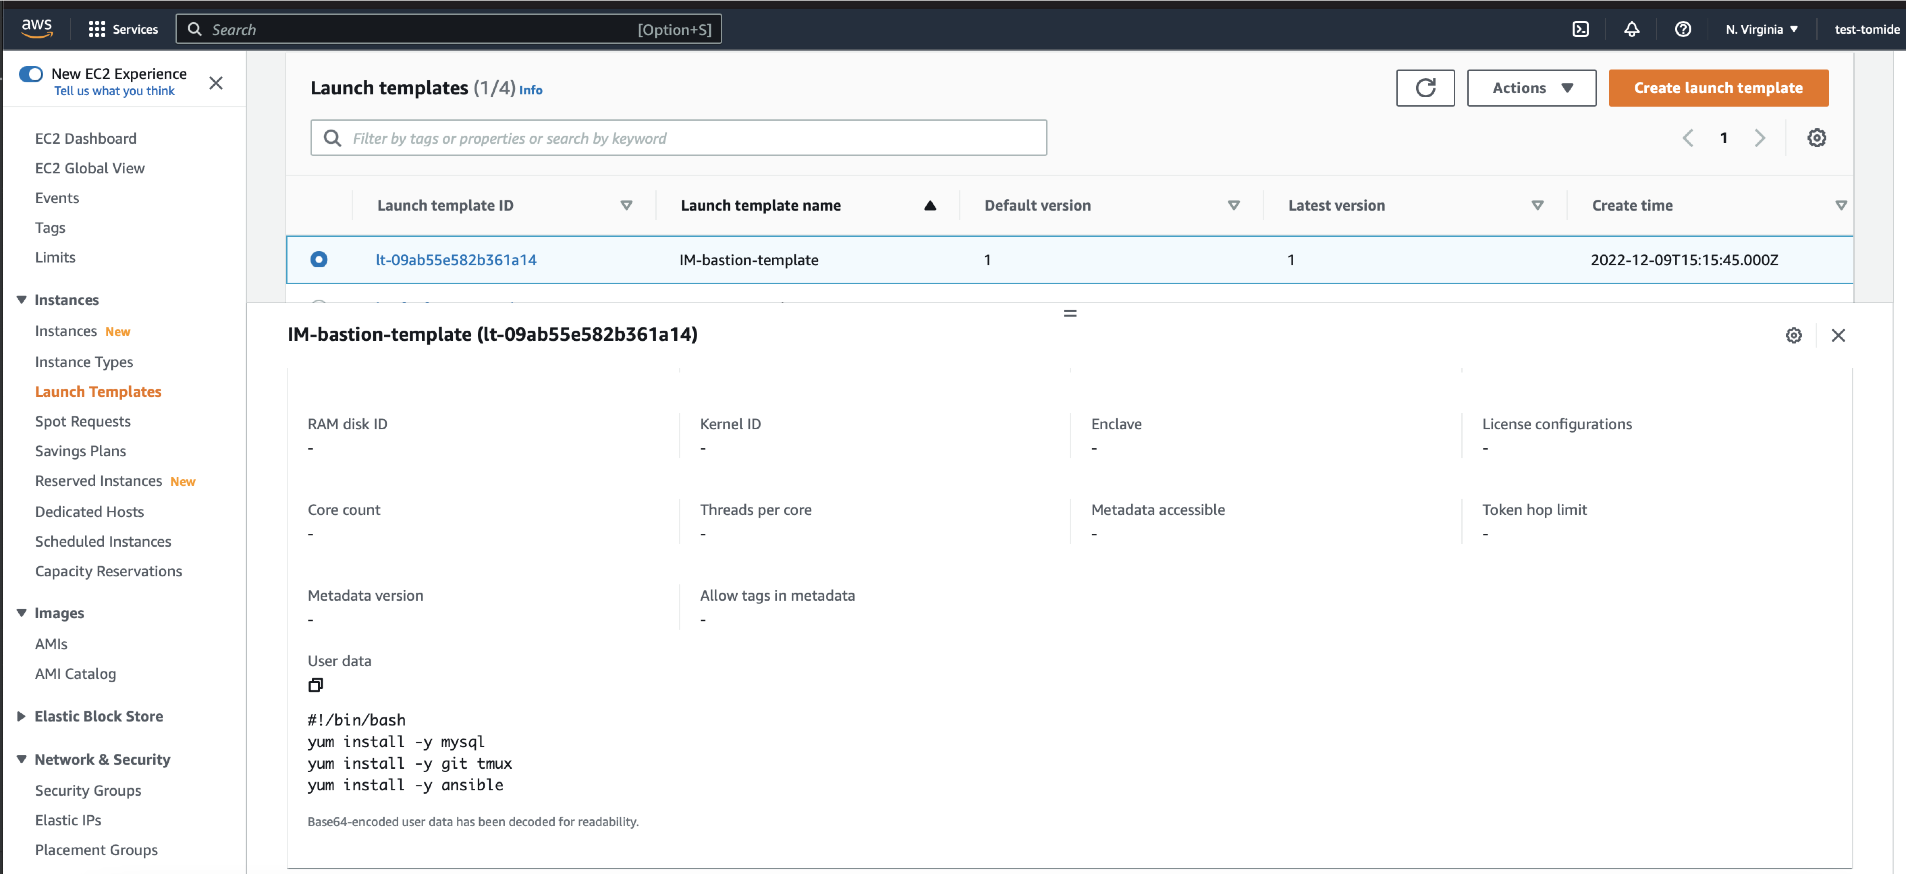 aws
Services
Search
[Option+S]
N. Virginia
test-tomide
New EC2 Experience
Tell us what you think
EC2 Dashboard
EC2 Global View
Events
Tags
Limits
Instances
Instances New
Instance Types
Launch Templates
Spot Requests
Savings Plans
Reserved Instances New
Dedicated Hosts
Scheduled Instances
Capacity Reservations
Images
AMIs
AMI Catalog
Elastic Block Store
Network & Security
Security Groups
Elastic IPs
Placement Groups
Launch templates (1/4) Info
Actions
Create launch template
Filter by tags or properties or search by keyword
1
Launch template ID
Launch template name
Default version
Latest version
Create time
lt-09ab55e582b361a14
IM-bastion-template
1
1
2022-12-09T15:15:45.000Z
IM-bastion-template (lt-09ab55e582b361a14)
RAM disk ID
-
Kernel ID
-
Enclave
-
License configurations
-
Core count
-
Threads per core
-
Metadata accessible
-
Token hop limit
-
Metadata version
-
Allow tags in metadata
-
User data
#!/bin/bash
yum install -y mysql
yum install -y git tmux
yum install -y ansible
Base64-encoded user data has been decoded for readability.